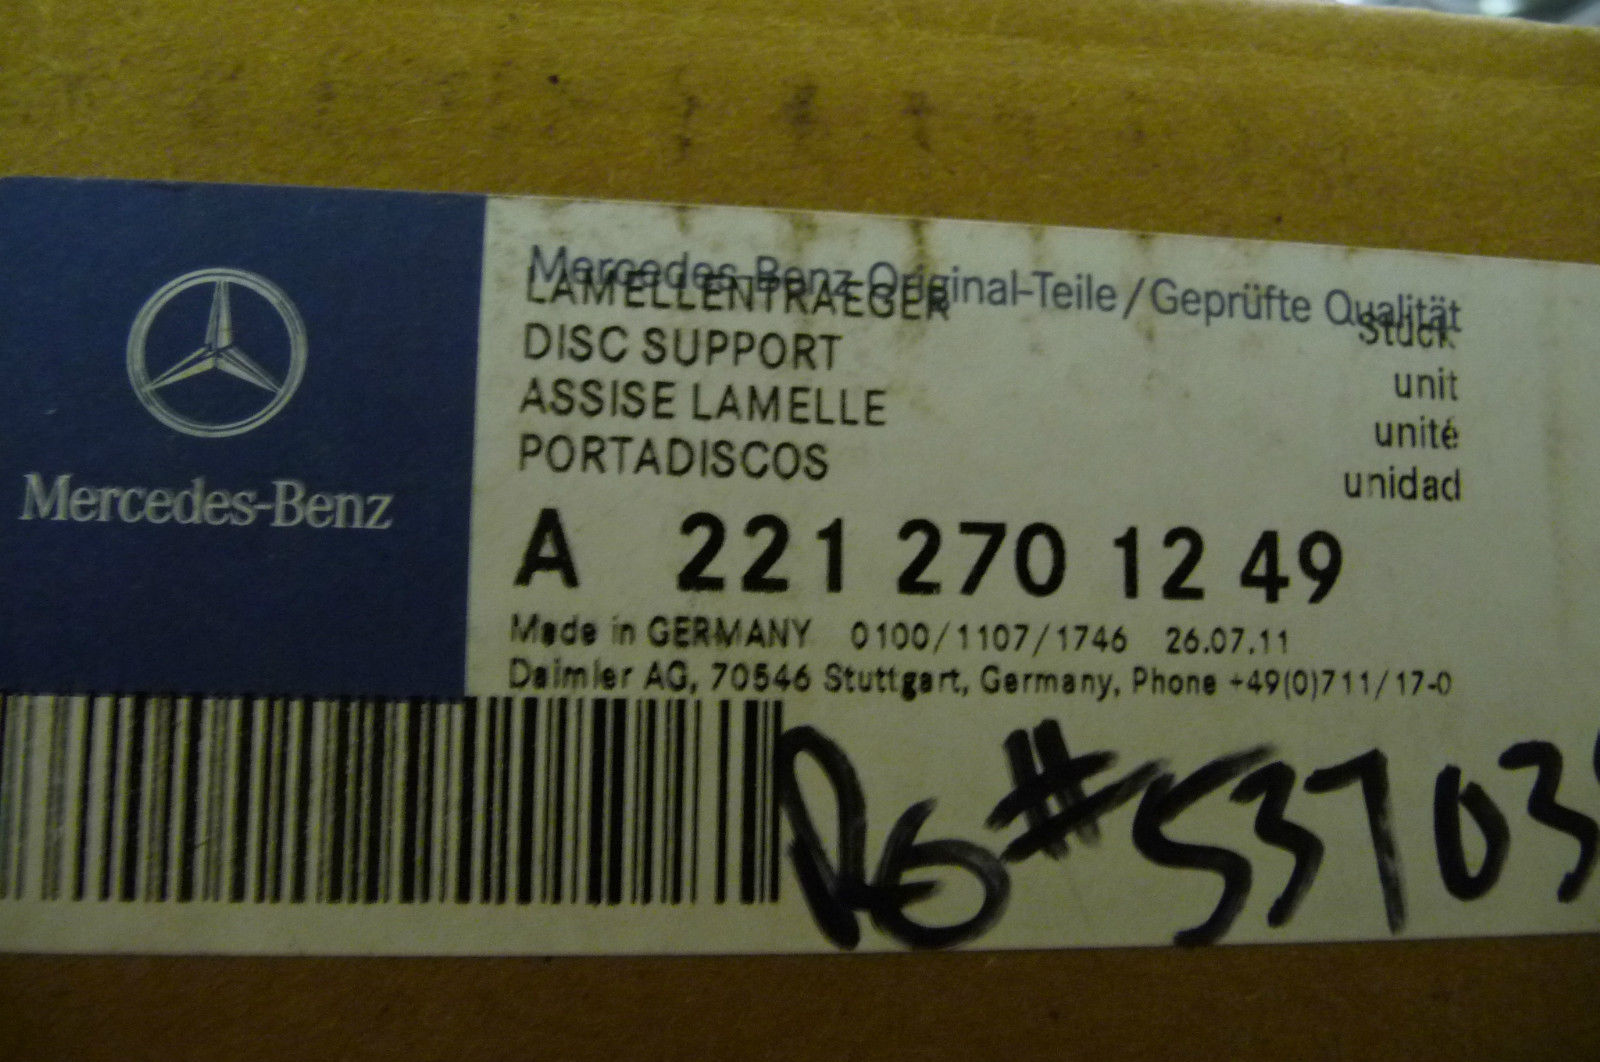 Mercedes-Benz
Mercedes-Benz Original-Teile / Geprüfte Qualität
LAMELLENTRAEGER Stück
DISC SUPPORT unit
ASSISE LAMELLE unité
PORTADISCOS unidad
A 221 270 12 49
Made in GERMANY 0100/1107/1746 26.07.11
Daimler AG, 70546 Stuttgart, Germany, Phone +49(0)711/17-0